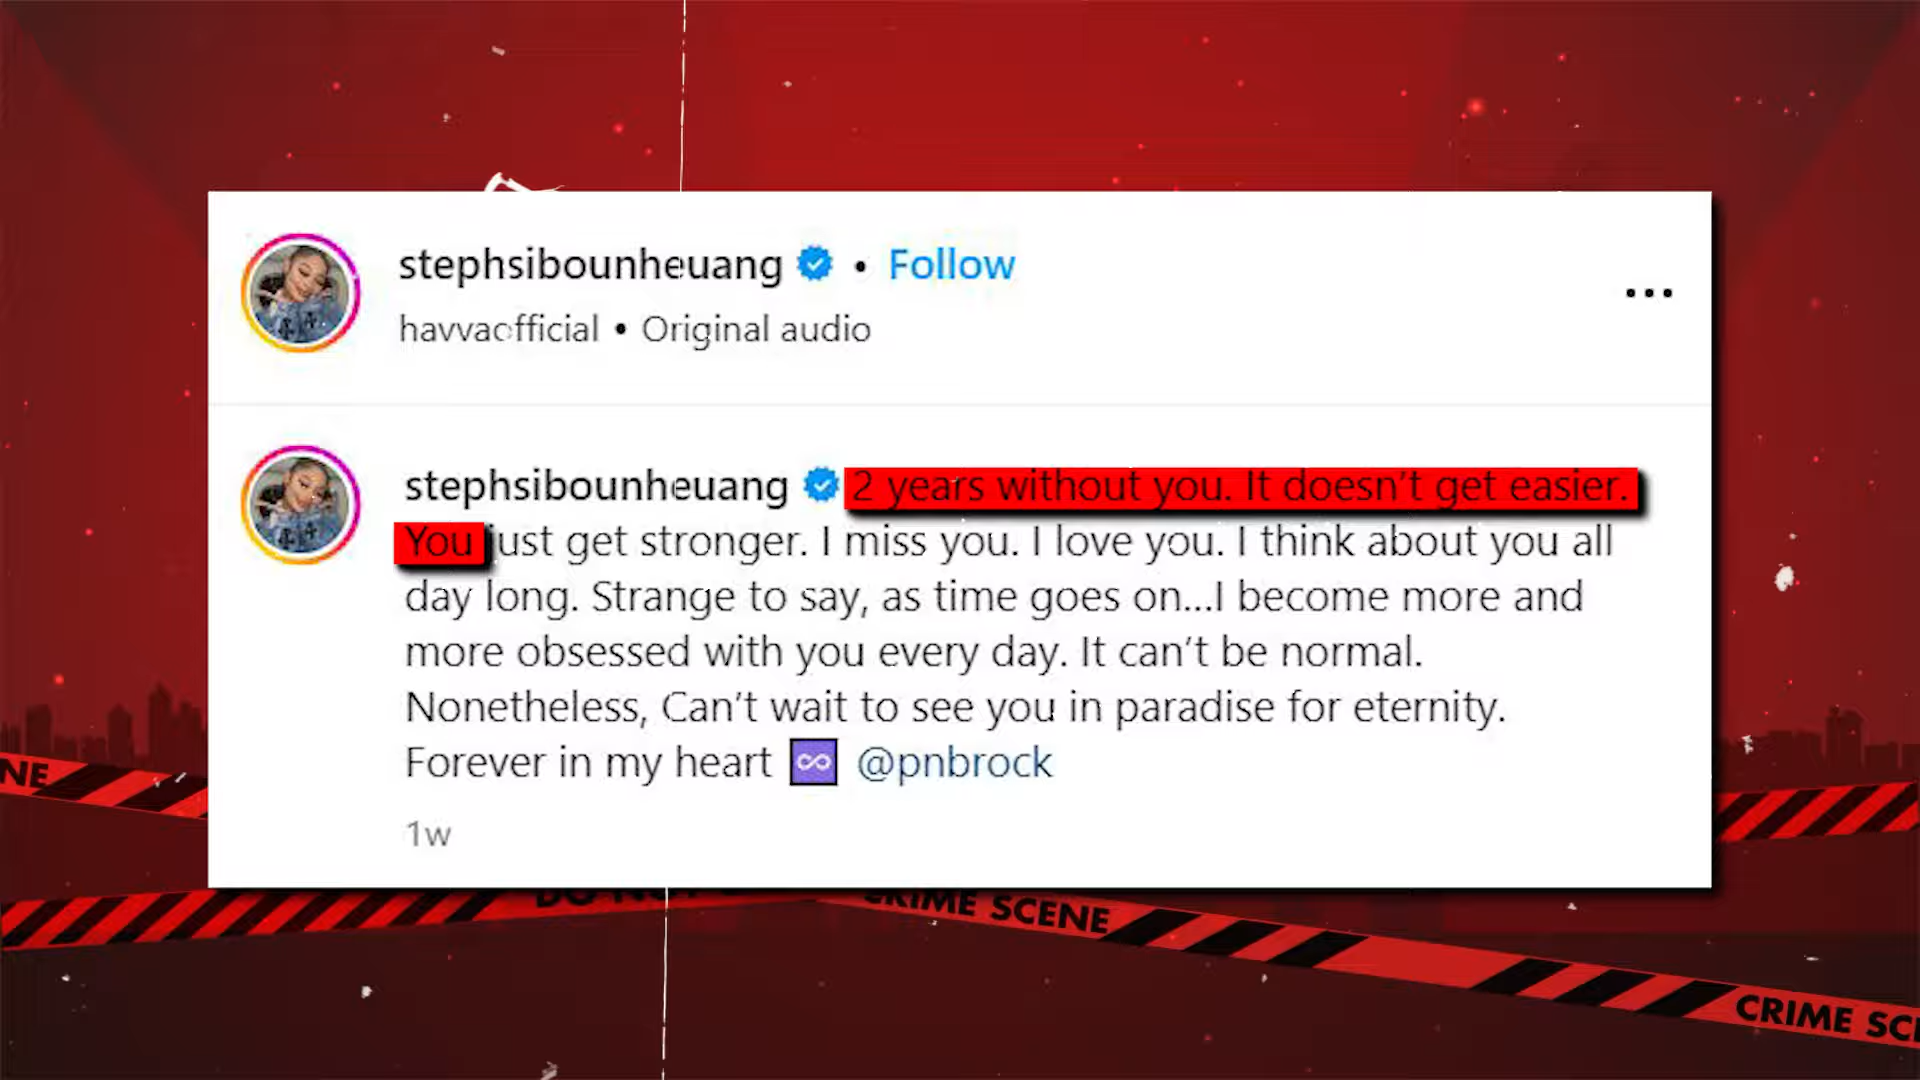 stephsibounheuang • Follow
havvaofficial • Original audio
stephsibounheuang 2 years without you. It doesn't get easier.
You just get stronger. I miss you. I love you. I think about you all
day long. Strange to say, as time goes on...I become more and
more obsessed with you every day. It can't be normal.
Nonetheless, Can't wait to see you in paradise for eternity.
Forever in my heart ♾️ @pnbrock
1w
NE
DO NOT
CRIME SCENE
CRIME SC